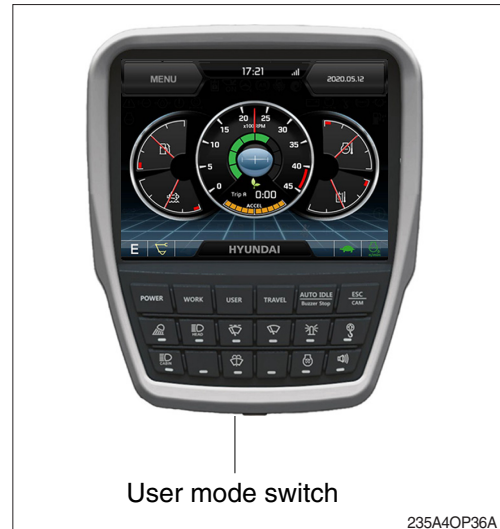 MENU
17:21
2020.05.12
20 25
x100 RPM
15 30
10 35
5 40
0 45
Trip R 0:00
ACCEL
E
HYUNDAI
POWER WORK USER TRAVEL AUTO IDLE ESC
Buzzer Stop CAM
HEAD
CABIN
User mode switch
235A4OP36A